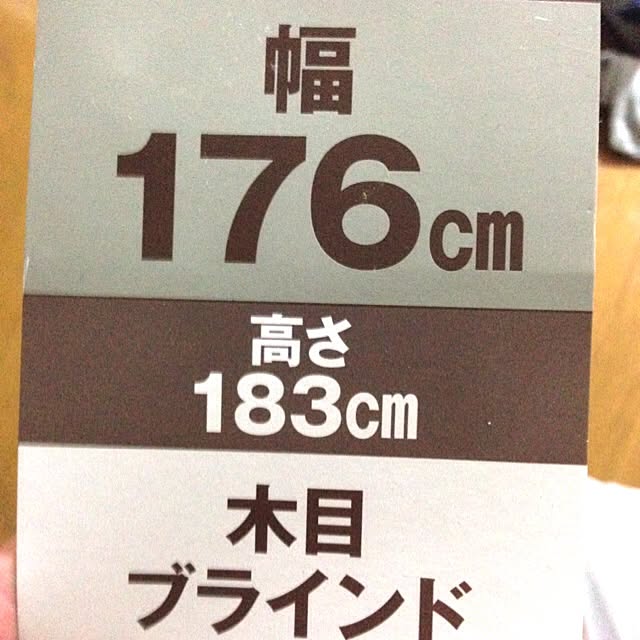 幅
176cm
高さ
183cm
木目
ブラインド